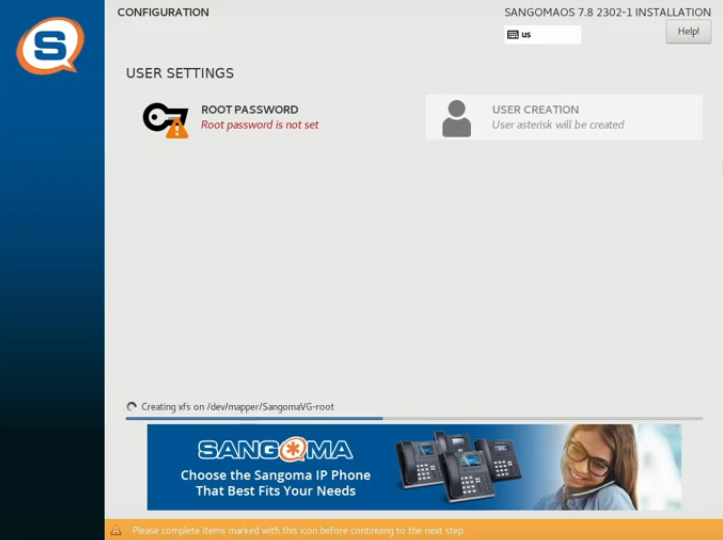 CONFIGURATION
SANGOMAOS 7.8 2302-1 INSTALLATION
us
Help!
USER SETTINGS
ROOT PASSWORD
Root password is not set
USER CREATION
User asterisk will be created
Creating xfs on /dev/mapper/SangomaVG-root
SANGOMA
Choose the Sangoma IP Phone
That Best Fits Your Needs
Please complete items marked with this icon before continuing to the next step.